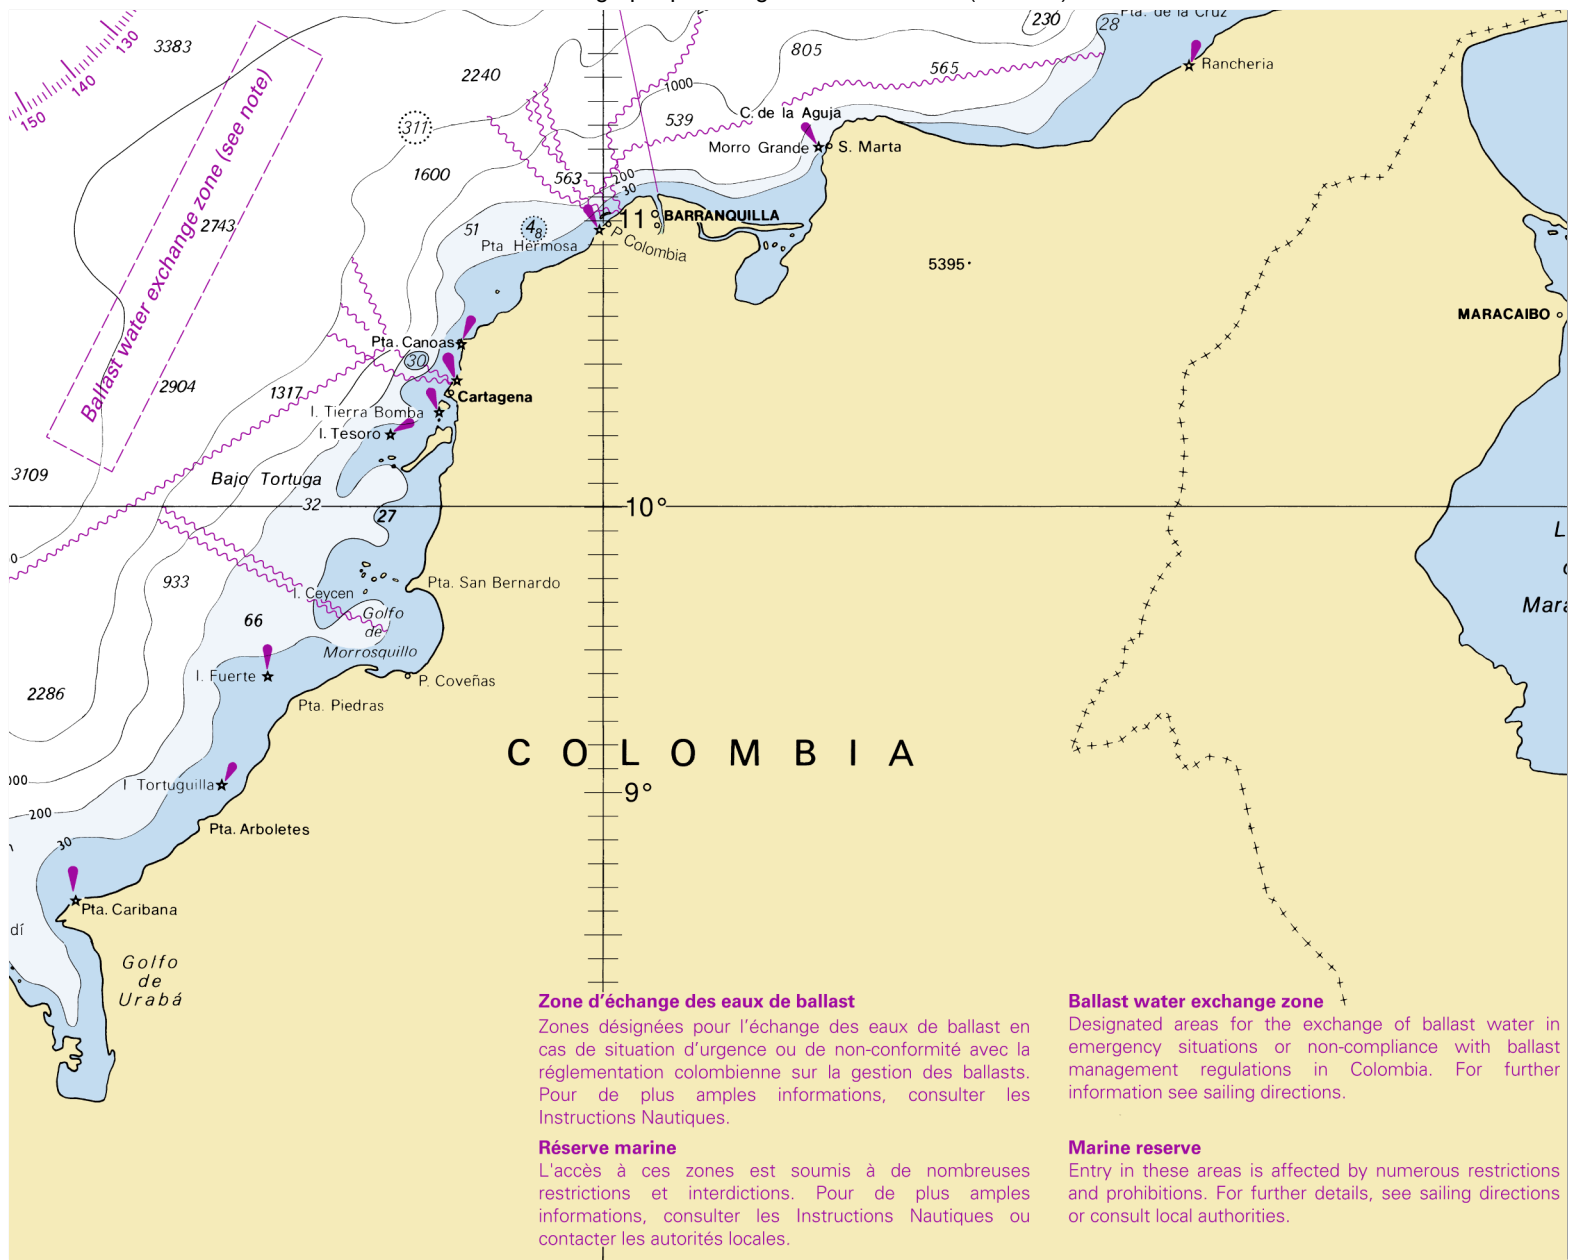 130
140
150
3383
2240
805
230
28
Pta. de la Cruz
Rancheria
565
1000
539
C. de la Aguja
Morro Grande
S. Marta
311
1600
563
200
30
11°
BARRANQUILLA
P. Colombia
Ballast water exchange zone (see note)
2743
51
4₈
Pta Hermosa
5395
MARACAIBO
Pta. Canoas
30
2904
1317
Cartagena
I. Tierra Bomba
I. Tesoro
3109
Bajo Tortuga
32
10°
27
933
Pta. San Bernardo
I. Ceycen
Golfo
de
Morrosquillo
66
I. Fuerte
P. Coveñas
2286
Pta. Piedras
COLOMBIA
I Tortuguilla
9°
200
Pta. Arboletes
30
Pta. Caribana
dí
Golfo
de
Urabá
Zone d’échange des eaux de ballast
Zones désignées pour l’échange des eaux de ballast en
cas de situation d’urgence ou de non-conformité avec la
réglementation colombienne sur la gestion des ballasts.
Pour de plus amples informations, consulter les
Instructions Nautiques.
Réserve marine
L'accès à ces zones est soumis à de nombreuses
restrictions et interdictions. Pour de plus amples
informations, consulter les Instructions Nautiques ou
contacter les autorités locales.
Ballast water exchange zone
Designated areas for the exchange of ballast water in
emergency situations or non-compliance with ballast
management regulations in Colombia. For further
information see sailing directions.
Marine reserve
Entry in these areas is affected by numerous restrictions
and prohibitions. For further details, see sailing directions
or consult local authorities.